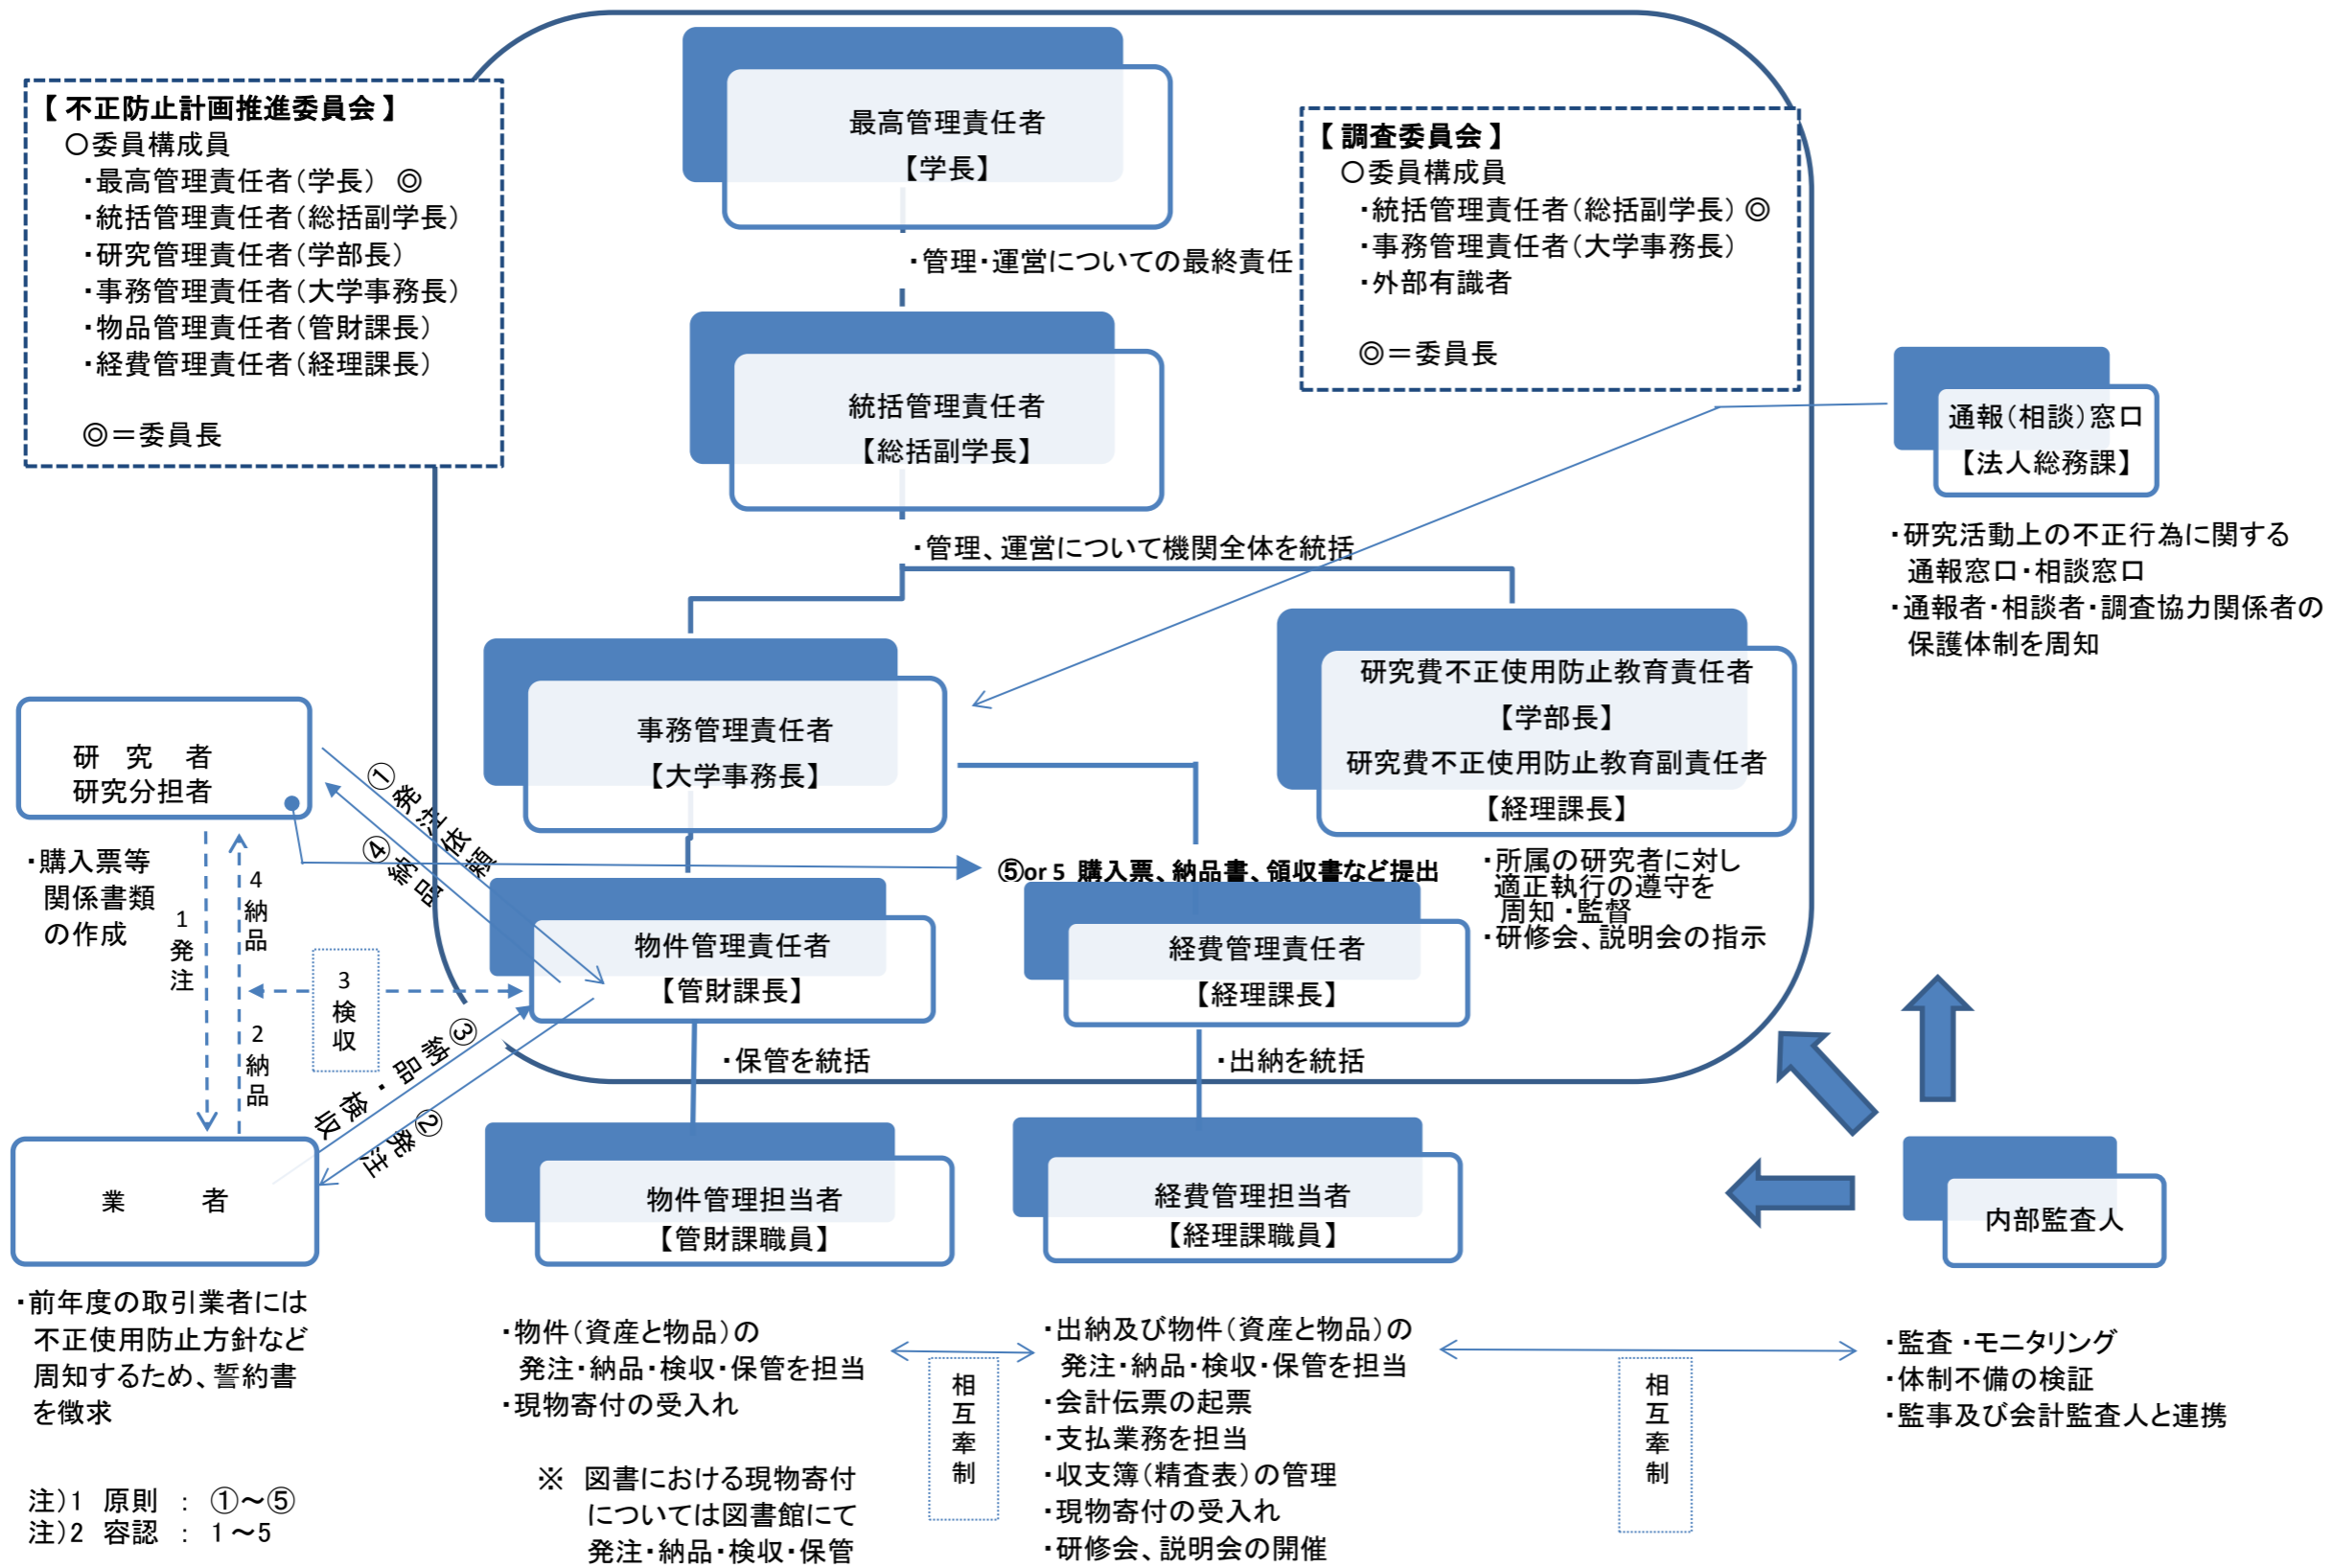 【 不正防止計画推進委員会 】
〇委員構成員
・最高管理責任者（学長） ◎
・統括管理責任者（総括副学長）
・研究管理責任者（学部長）
・事務管理責任者（大学事務長）
・物品管理責任者（管財課長）
・経費管理責任者（経理課長）
◎＝委員長
最高管理責任者
【学長】
・管理・運営についての最終責任
【 調査委員会 】
〇委員構成員
・統括管理責任者（総括副学長）◎
・事務管理責任者（大学事務長）
・外部有識者
◎＝委員長
統括管理責任者
【総括副学長】
・管理、運営について機関全体を統括
通報（相談）窓口
【法人総務課】
・研究活動上の不正行為に関する
通報窓口・相談窓口
・通報者・相談者・調査協力関係者の
保護体制を周知
事務管理責任者
【大学事務長】
研究費不正使用防止教育責任者
【学部長】
研究費不正使用防止教育副責任者
【経理課長】
・所属の研究者に対し
適正執行の遵守を
周知・監督
・研修会、説明会の指示
研　究　者
研究分担者
・購入票等
関係書類
の作成
①発注依頼
④納品
⑤or 5 購入票、納品書、領収書など提出
1
発
注
4
納
品
2
納
品
3
検
収
③納品・検収
②発注
物件管理責任者
【管財課長】
・保管を統括
経費管理責任者
【経理課長】
・出納を統括
業　　者
・前年度の取引業者には
不正使用防止方針など
周知するため、誓約書
を徴求
注）1　原則　：　①～⑤
注）2　容認　：　1～5
物件管理担当者
【管財課職員】
・物件（資産と物品）の
発注・納品・検収・保管を担当
・現物寄付の受入れ
※　図書における現物寄付
については図書館にて
発注・納品・検収・保管
相
互
牽
制
経費管理担当者
【経理課職員】
・出納及び物件（資産と物品）の
発注・納品・検収・保管を担当
・会計伝票の起票
・支払業務を担当
・収支簿（精査表）の管理
・現物寄付の受入れ
・研修会、説明会の開催
相
互
牽
制
内部監査人
・監査・モニタリング
・体制不備の検証
・監事及び会計監査人と連携